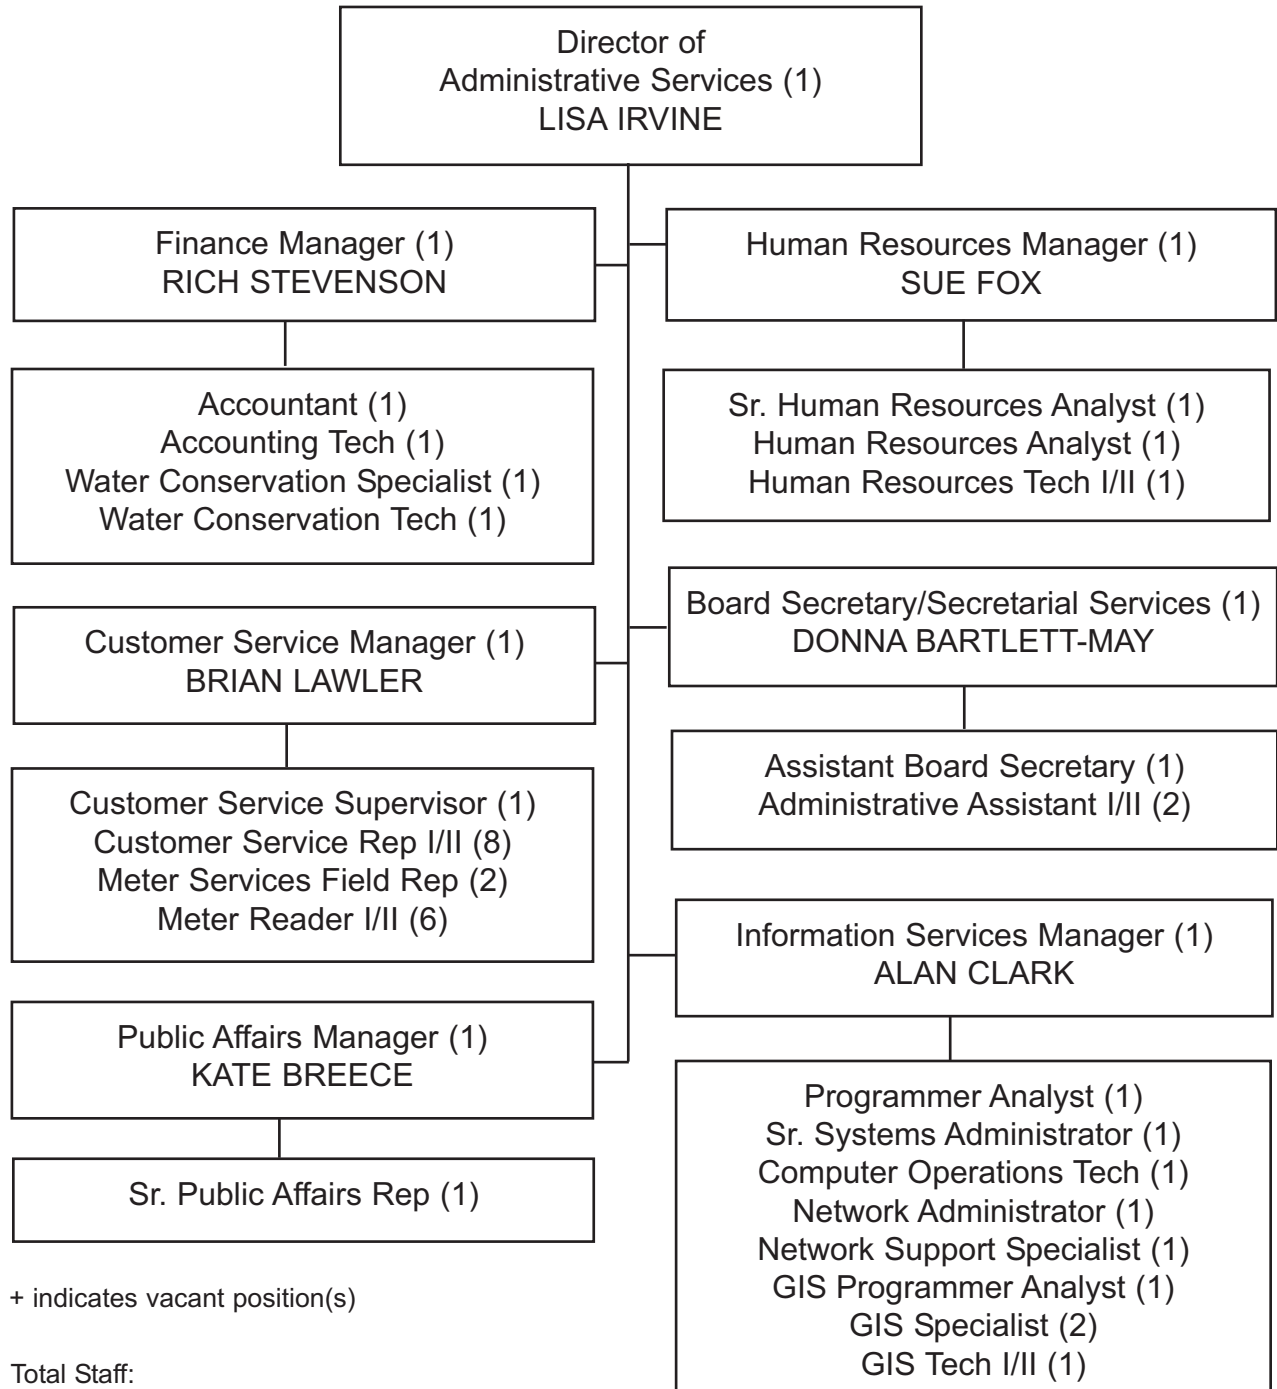 Director of
Administrative Services (1)
LISA IRVINE
Finance Manager (1)
RICH STEVENSON
Human Resources Manager (1)
SUE FOX
Accountant (1)
Accounting Tech (1)
Water Conservation Specialist (1)
Water Conservation Tech (1)
Sr. Human Resources Analyst (1)
Human Resources Analyst (1)
Human Resources Tech I/II (1)
Board Secretary/Secretarial Services (1)
DONNA BARTLETT-MAY
Customer Service Manager (1)
BRIAN LAWLER
Assistant Board Secretary (1)
Administrative Assistant I/II (2)
Customer Service Supervisor (1)
Customer Service Rep I/II (8)
Meter Services Field Rep (2)
Meter Reader I/II (6)
Information Services Manager (1)
ALAN CLARK
Public Affairs Manager (1)
KATE BREECE
Sr. Public Affairs Rep (1)
Programmer Analyst (1)
Sr. Systems Administrator (1)
Computer Operations Tech (1)
Network Administrator (1)
Network Support Specialist (1)
GIS Programmer Analyst (1)
GIS Specialist (2)
GIS Tech I/II (1)
+ indicates vacant position(s)
Total Staff: